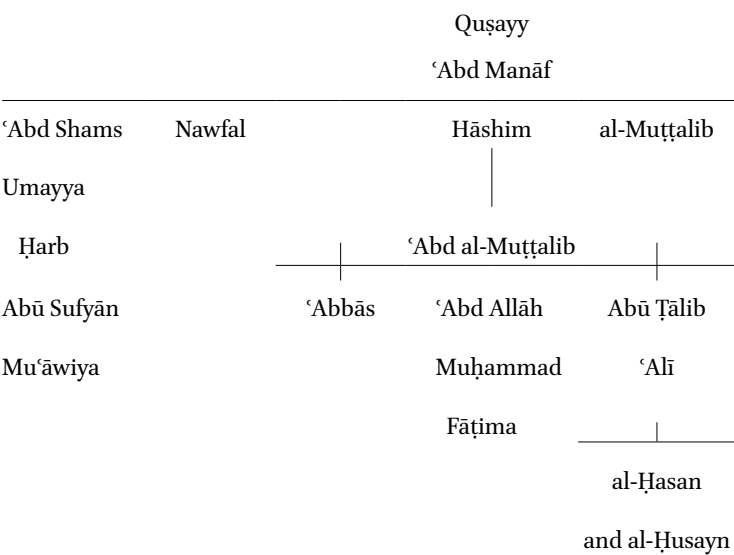 Quṣayy
ʿAbd Manāf
ʿAbd Shams Nawfal Hāshim al-Muṭṭalib
Umayya
Ḥarb ʿAbd al-Muṭṭalib
Abū Sufyān ʿAbbās ʿAbd Allāh Abū Ṭālib
Muʿāwiya Muḥammad ʿAlī
Fāṭima
al-Ḥasan
and al-Ḥusayn